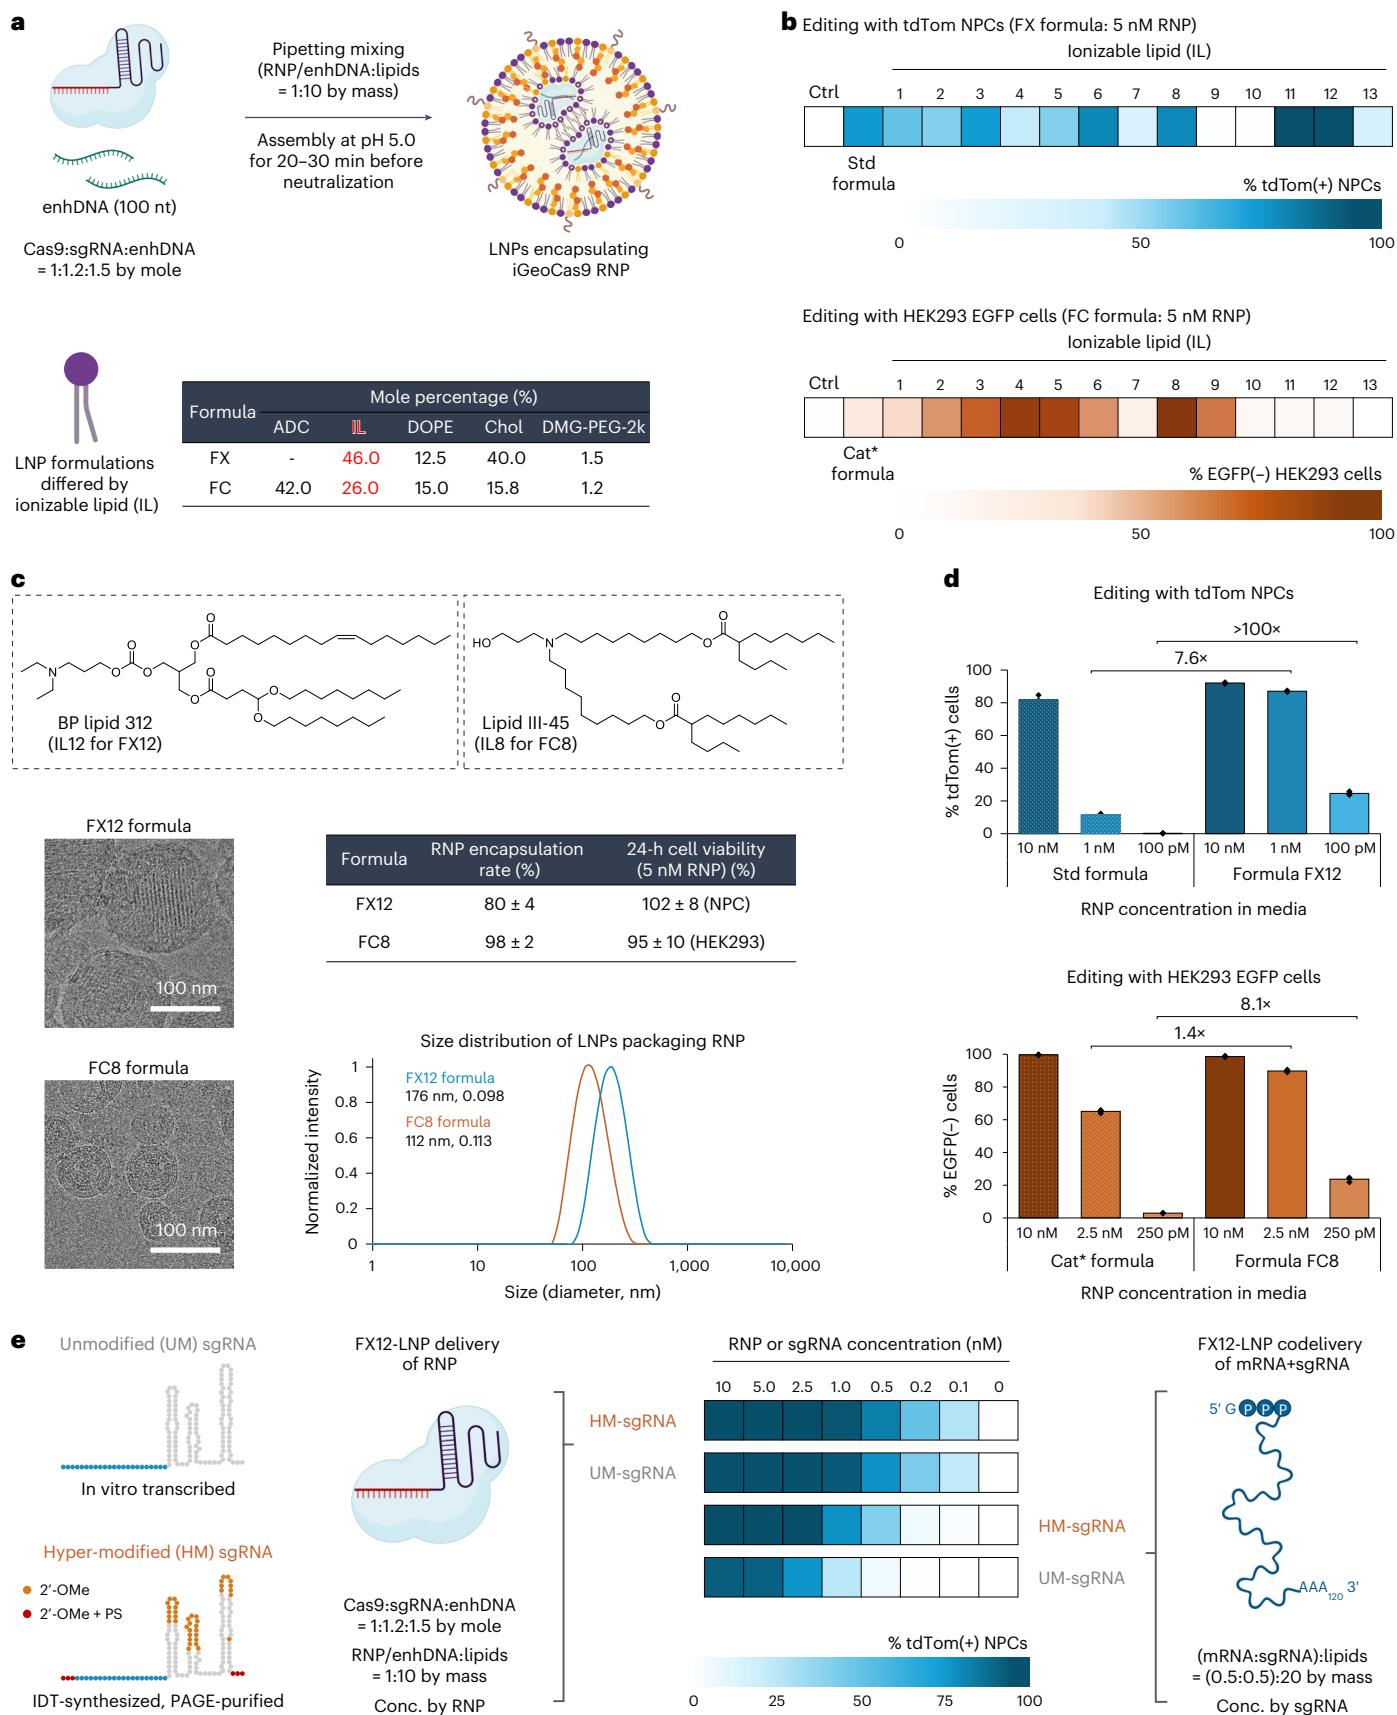 a
Pipetting mixing
(RNP/enhDNA:lipids
= 1:10 by mass)
Assembly at pH 5.0
for 20–30 min before
neutralization
enhDNA (100 nt)
Cas9:sgRNA:enhDNA
= 1:1.2:1.5 by mole
LNPs encapsulating
iGeoCas9 RNP
LNP formulations
differed by
ionizable lipid (IL)
Formula Mole percentage (%)
ADC IL DOPE Chol DMG-PEG-2k
FX - 46.0 12.5 40.0 1.5
FC 42.0 26.0 15.0 15.8 1.2
b
Editing with tdTom NPCs (FX formula: 5 nM RNP)
Ionizable lipid (IL)
Ctrl 1 2 3 4 5 6 7 8 9 10 11 12 13
Std
formula
% tdTom(+) NPCs
0 50 100
Editing with HEK293 EGFP cells (FC formula: 5 nM RNP)
Ionizable lipid (IL)
Ctrl 1 2 3 4 5 6 7 8 9 10 11 12 13
Cat*
formula
% EGFP(−) HEK293 cells
0 50 100
c
O O O O O O O O O N
BP lipid 312
(IL12 for FX12)
HO N O O O O
Lipid III-45
(IL8 for FC8)
FX12 formula
100 nm
FC8 formula
100 nm
Formula RNP encapsulation rate (%) 24-h cell viability (5 nM RNP) (%)
FX12 80 ± 4 102 ± 8 (NPC)
FC8 98 ± 2 95 ± 10 (HEK293)
Size distribution of LNPs packaging RNP
Normalized intensity
1
0.8
0.6
0.4
0.2
0
FX12 formula
176 nm, 0.098
FC8 formula
112 nm, 0.113
1 10 100 1,000 10,000
Size (diameter, nm)
d
Editing with tdTom NPCs
>100×
7.6×
% tdTom(+) cells
100
80
60
40
20
0
10 nM 1 nM 100 pM 10 nM 1 nM 100 pM
Std formula Formula FX12
RNP concentration in media
Editing with HEK293 EGFP cells
8.1×
1.4×
% EGFP(−) cells
100
80
60
40
20
0
10 nM 2.5 nM 250 pM 10 nM 2.5 nM 250 pM
Cat* formula Formula FC8
RNP concentration in media
e
Unmodified (UM) sgRNA
In vitro transcribed
Hyper-modified (HM) sgRNA
2′-OMe
2′-OMe + PS
IDT-synthesized, PAGE-purified
FX12-LNP delivery
of RNP
Cas9:sgRNA:enhDNA
= 1:1.2:1.5 by mole
RNP/enhDNA:lipids
= 1:10 by mass
Conc. by RNP
RNP or sgRNA concentration (nM)
10 5.0 2.5 1.0 0.5 0.2 0.1 0
HM-sgRNA
UM-sgRNA
HM-sgRNA
UM-sgRNA
% tdTom(+) NPCs
0 25 50 75 100
FX12-LNP codelivery
of mRNA+sgRNA
5′ G P P P
AAA120 3′
(mRNA:sgRNA):lipids
= (0.5:0.5):20 by mass
Conc. by sgRNA